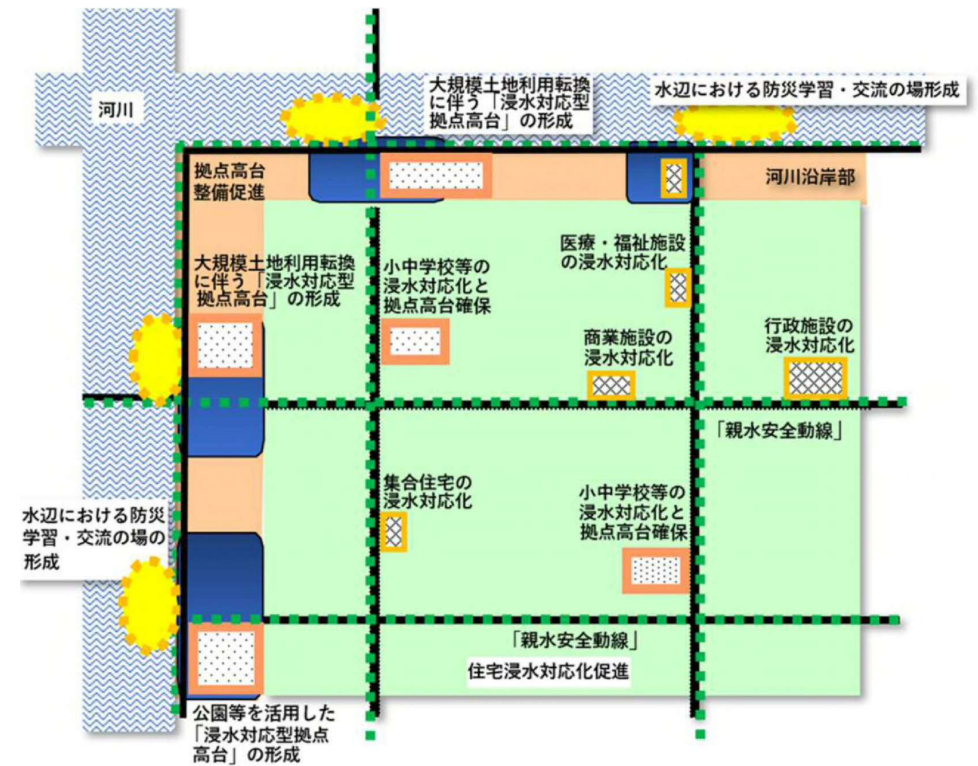 河川
大規模土地利用転換
に伴う「浸水対応型
拠点高台」の形成
水辺における防災学習・交流の場形成
拠点高台
整備促進
河川沿岸部
大規模土地利用転換
に伴う「浸水対応型
拠点高台」の形成
小中学校等の
浸水対応化と
拠点高台確保
医療・福祉施設
の浸水対応化
商業施設の
浸水対応化
行政施設の
浸水対応化
「親水安全動線」
集合住宅の
浸水対応化
小中学校等の
浸水対応化と
拠点高台確保
水辺における防災
学習・交流の場の
形成
「親水安全動線」
住宅浸水対応化促進
公園等を活用した
「浸水対応型拠点
高台」の形成